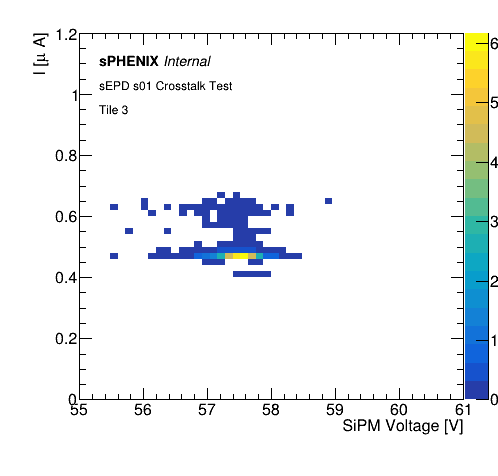 I [μ A]
1.2
1
0.8
0.6
0.4
0.2
0
sPHENIX Internal
sEPD s01 Crosstalk Test
Tile 3
55 56 57 58 59 60 61
SiPM Voltage [V]
6
5
4
3
2
1
0